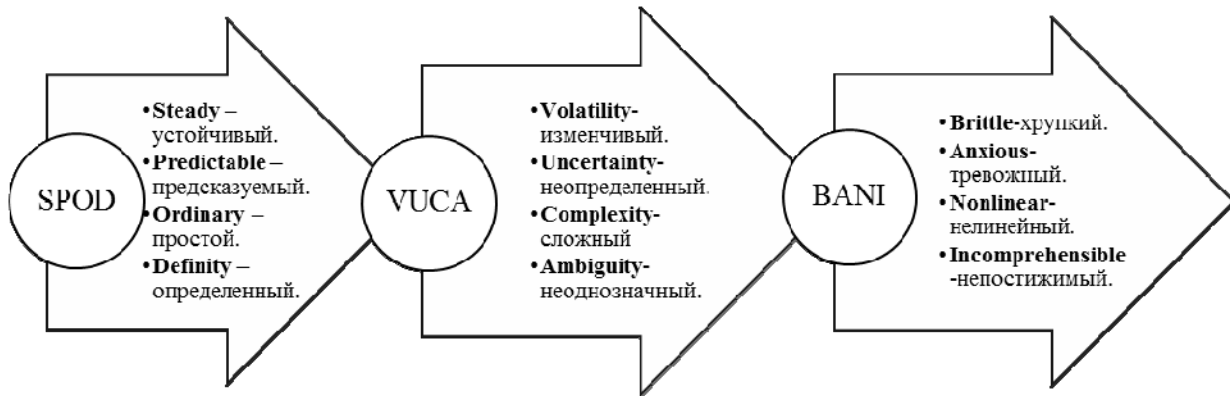 SPOD
• Steady –
устойчивый.
• Predictable –
предсказуемый.
• Ordinary –
простой.
• Definity –
определенный.
VUCA
• Volatility-
изменчивый.
• Uncertainty-
неопределенный.
• Complexity-
сложный
• Ambiguity-
неоднозначный.
BANI
• Brittle-хрупкий.
• Anxious-
тревожный.
• Nonlinear-
нелинейный.
• Incomprehensible
-непостижимый.